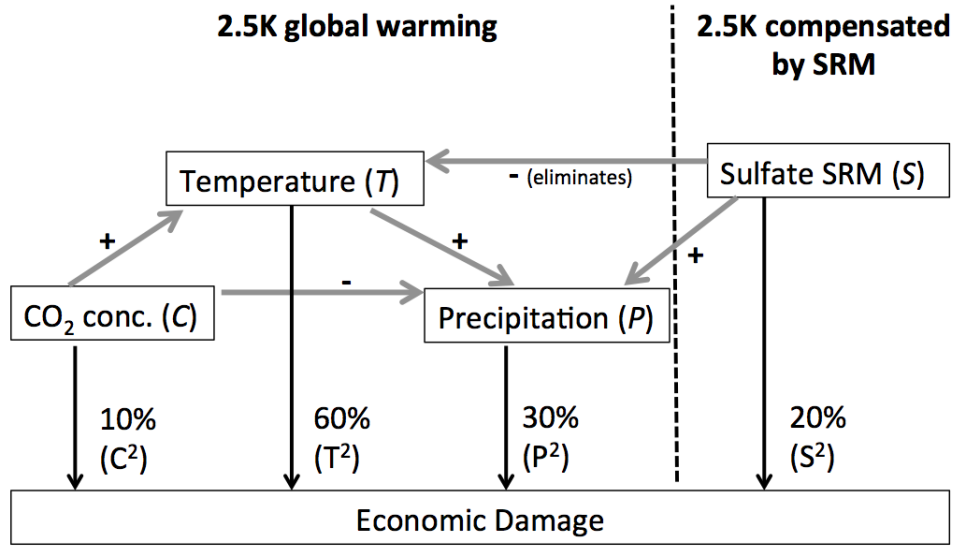 2.5K global warming
2.5K compensated
by SRM
Temperature (T)
- (eliminates)
Sulfate SRM (S)
+
+
+
-
CO₂ conc. (C)
Precipitation (P)
10%
(C²)
60%
(T²)
30%
(P²)
20%
(S²)
Economic Damage